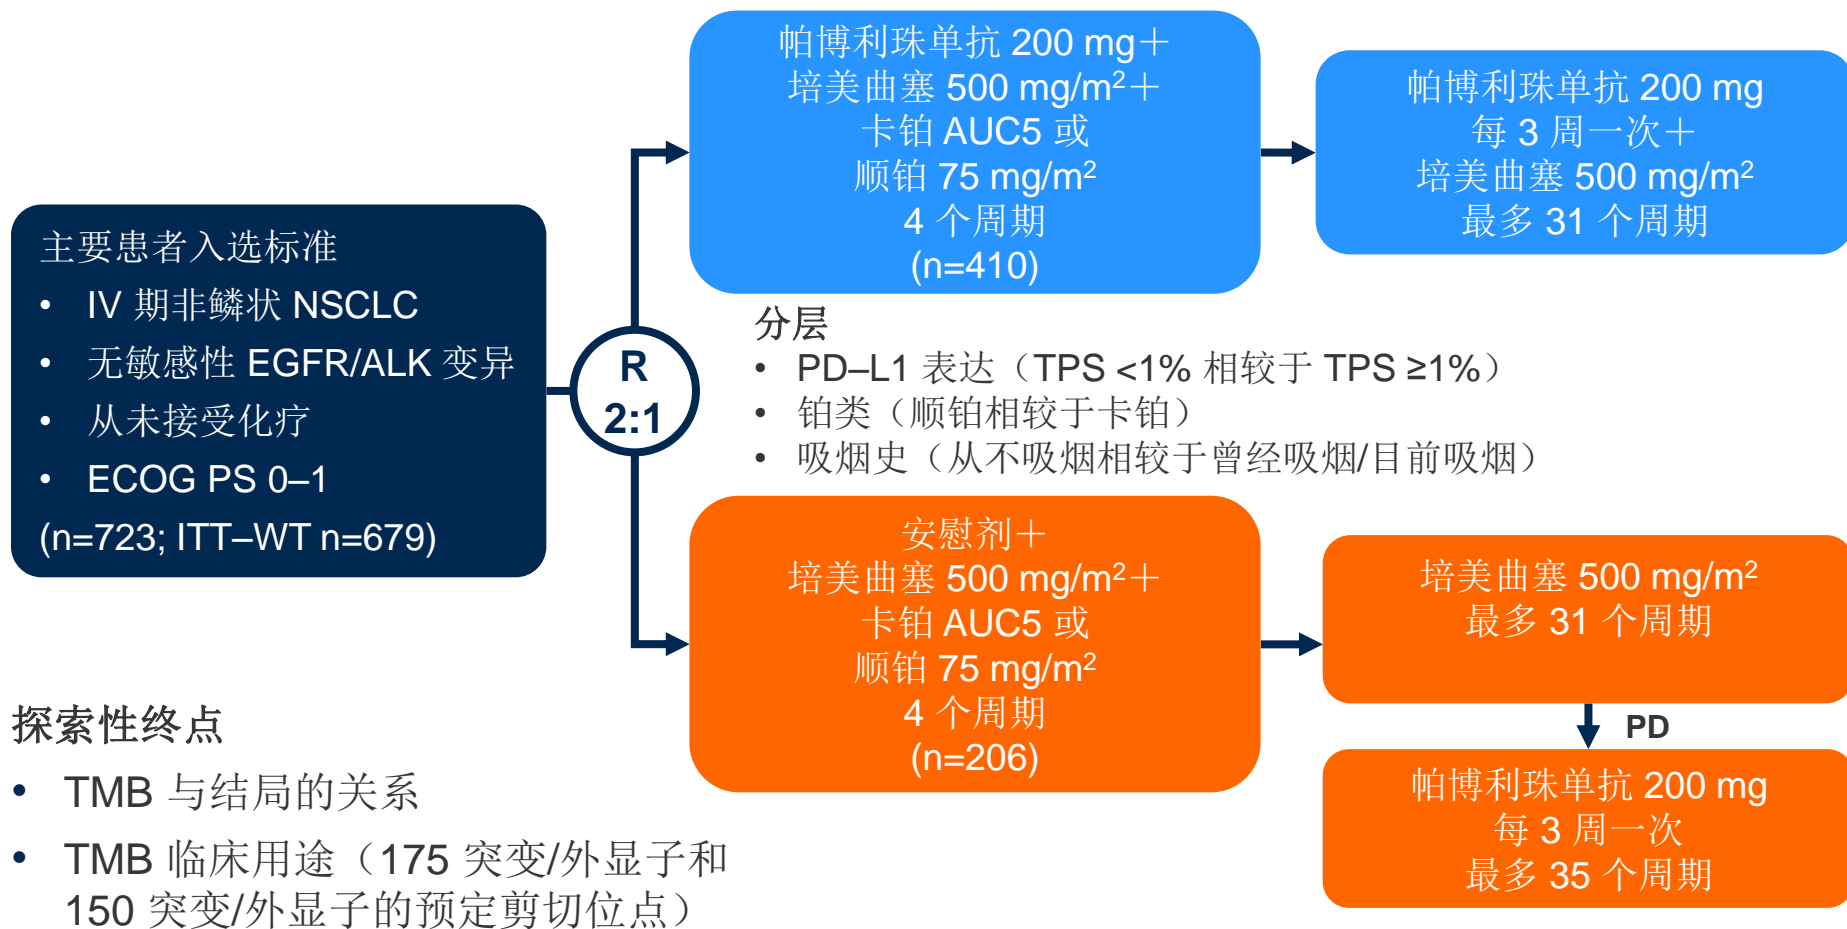 主要患者入选标准
• IV 期非鳞状 NSCLC
• 无敏感性 EGFR/ALK 变异
• 从未接受化疗
• ECOG PS 0–1
(n=723; ITT–WT n=679)
R
2:1
帕博利珠单抗 200 mg＋
培美曲塞 500 mg/m²＋
卡铂 AUC5 或
顺铂 75 mg/m²
4 个周期
(n=410)
帕博利珠单抗 200 mg
每 3 周一次＋
培美曲塞 500 mg/m²
最多 31 个周期
分层
• PD–L1 表达（TPS <1% 相较于 TPS ≥1%）
• 铂类（顺铂相较于卡铂）
• 吸烟史（从不吸烟相较于曾经吸烟/目前吸烟）
安慰剂＋
培美曲塞 500 mg/m²＋
卡铂 AUC5 或
顺铂 75 mg/m²
4 个周期
(n=206)
培美曲塞 500 mg/m²
最多 31 个周期
PD
帕博利珠单抗 200 mg
每 3 周一次
最多 35 个周期
探索性终点
• TMB 与结局的关系
• TMB 临床用途（175 突变/外显子和
150 突变/外显子的预定剪切位点）